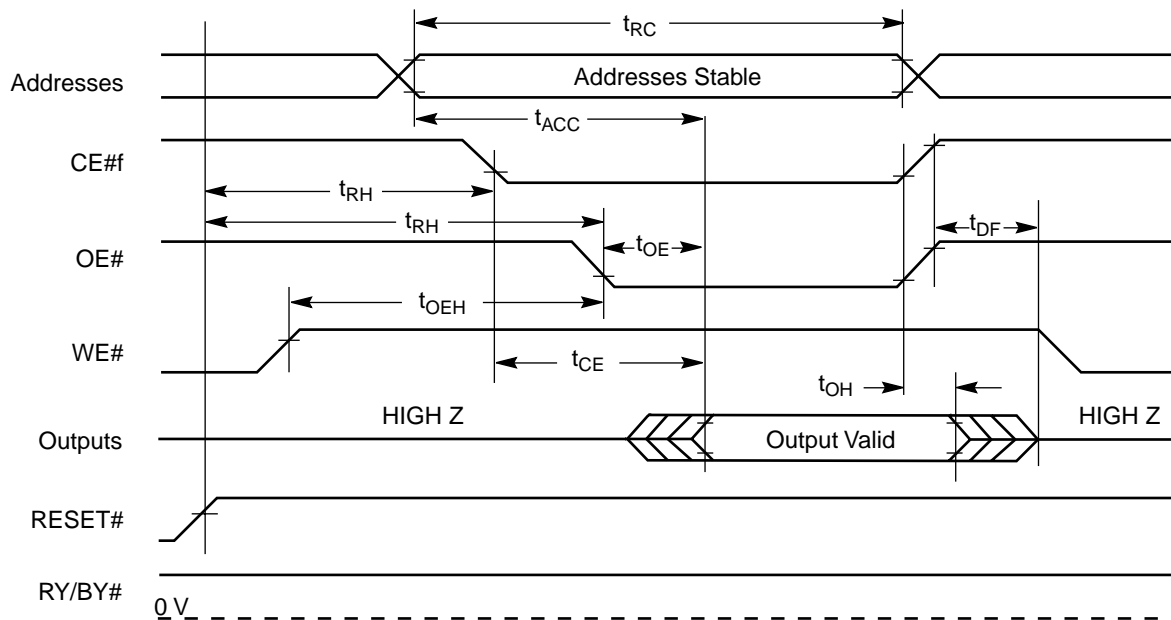 tRC
Addresses
Addresses Stable
tACC
CE#f
tRH
tRH
tOE
tDF
OE#
tOEH
WE#
tCE
tOH
HIGH Z
HIGH Z
Outputs
Output Valid
RESET#
RY/BY#
0 V